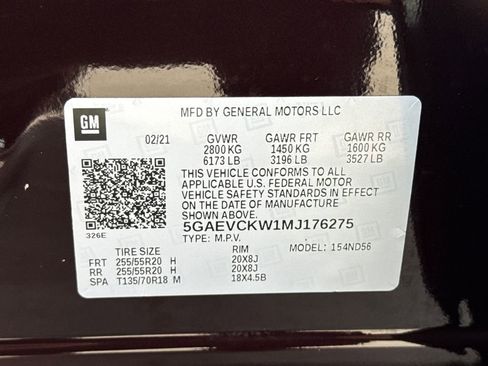 GM
MFD BY GENERAL MOTORS LLC
02/21 GVWR GAWR FRT GAWR RR
2800 KG 1450 KG 1600 KG
6173 LB 3196 LB 3527 LB
THIS VEHICLE CONFORMS TO ALL
APPLICABLE U.S. FEDERAL MOTOR
VEHICLE SAFETY STANDARDS IN EFFECT
ON THE DATE OF MANUFACTURE
SHOWN ABOVE.
5GAEVCKW1MJ176275
326E
TYPE: M.P.V. MODEL: 154ND56
TIRE SIZE RIM
FRT 255/55R20 H 20X8J
RR 255/55R20 H 20X8J
SPA T135/70R18 M 18X4.5B